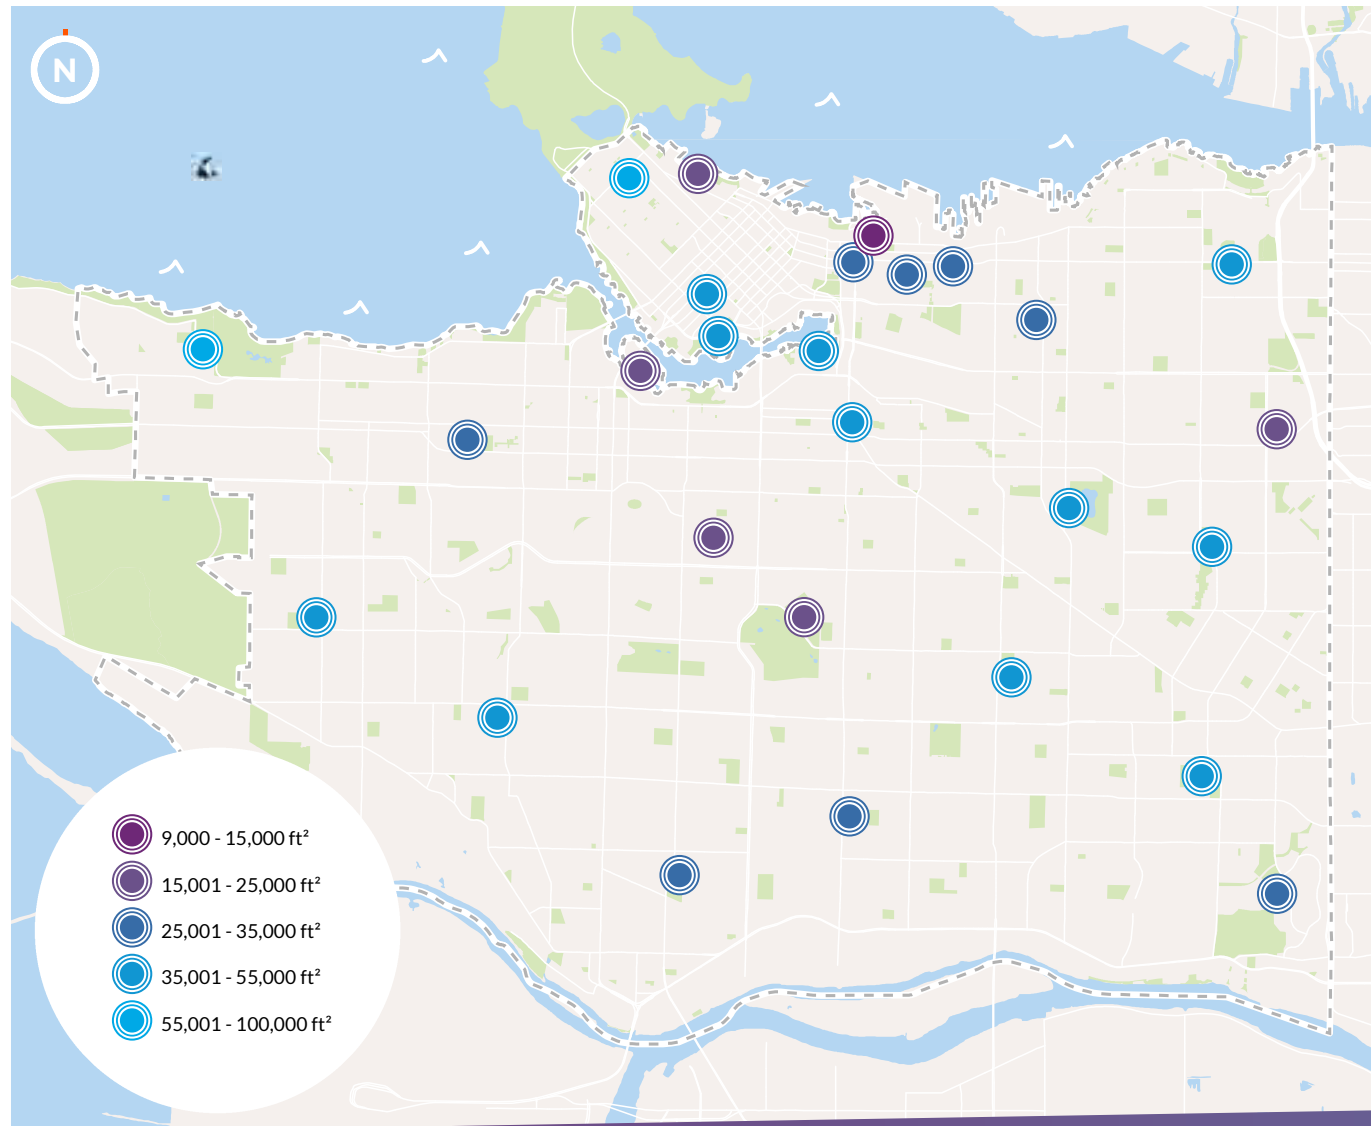 N
9,000 - 15,000 ft²
15,001 - 25,000 ft²
25,001 - 35,000 ft²
35,001 - 55,000 ft²
55,001 - 100,000 ft²